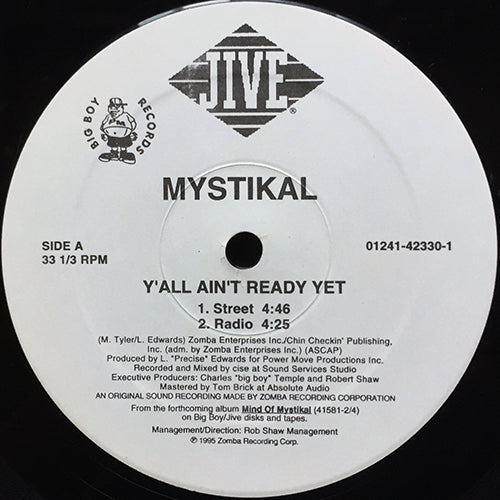 JIVE®
BIG BOY RECORDS
MYSTIKAL
SIDE A
33 1/3 RPM
01241-42330-1
Y'ALL AIN'T READY YET
1. Street 4:46
2. Radio 4:25
(M. Tyler/L. Edwards) Zomba Enterprises Inc./Chin Checkin' Publishing,
Inc. (adm. by Zomba Enterprises Inc.) (ASCAP)
Produced by L. "Precise" Edwards for Power Move Productions Inc.
Recorded and Mixed by cise at Sound Services Studio
Executive Producers: Charles "big boy" Temple and Robert Shaw
Mastered by Tom Brick at Absolute Audio
AN ORIGINAL SOUND RECORDING MADE BY ZOMBA RECORDING CORPORATION
From the forthcoming album Mind Of Mystikal (41581-2/4)
on Big Boy/Jive disks and tapes.
Management/Direction: Rob Shaw Management
℗ 1995 Zomba Recording Corp.